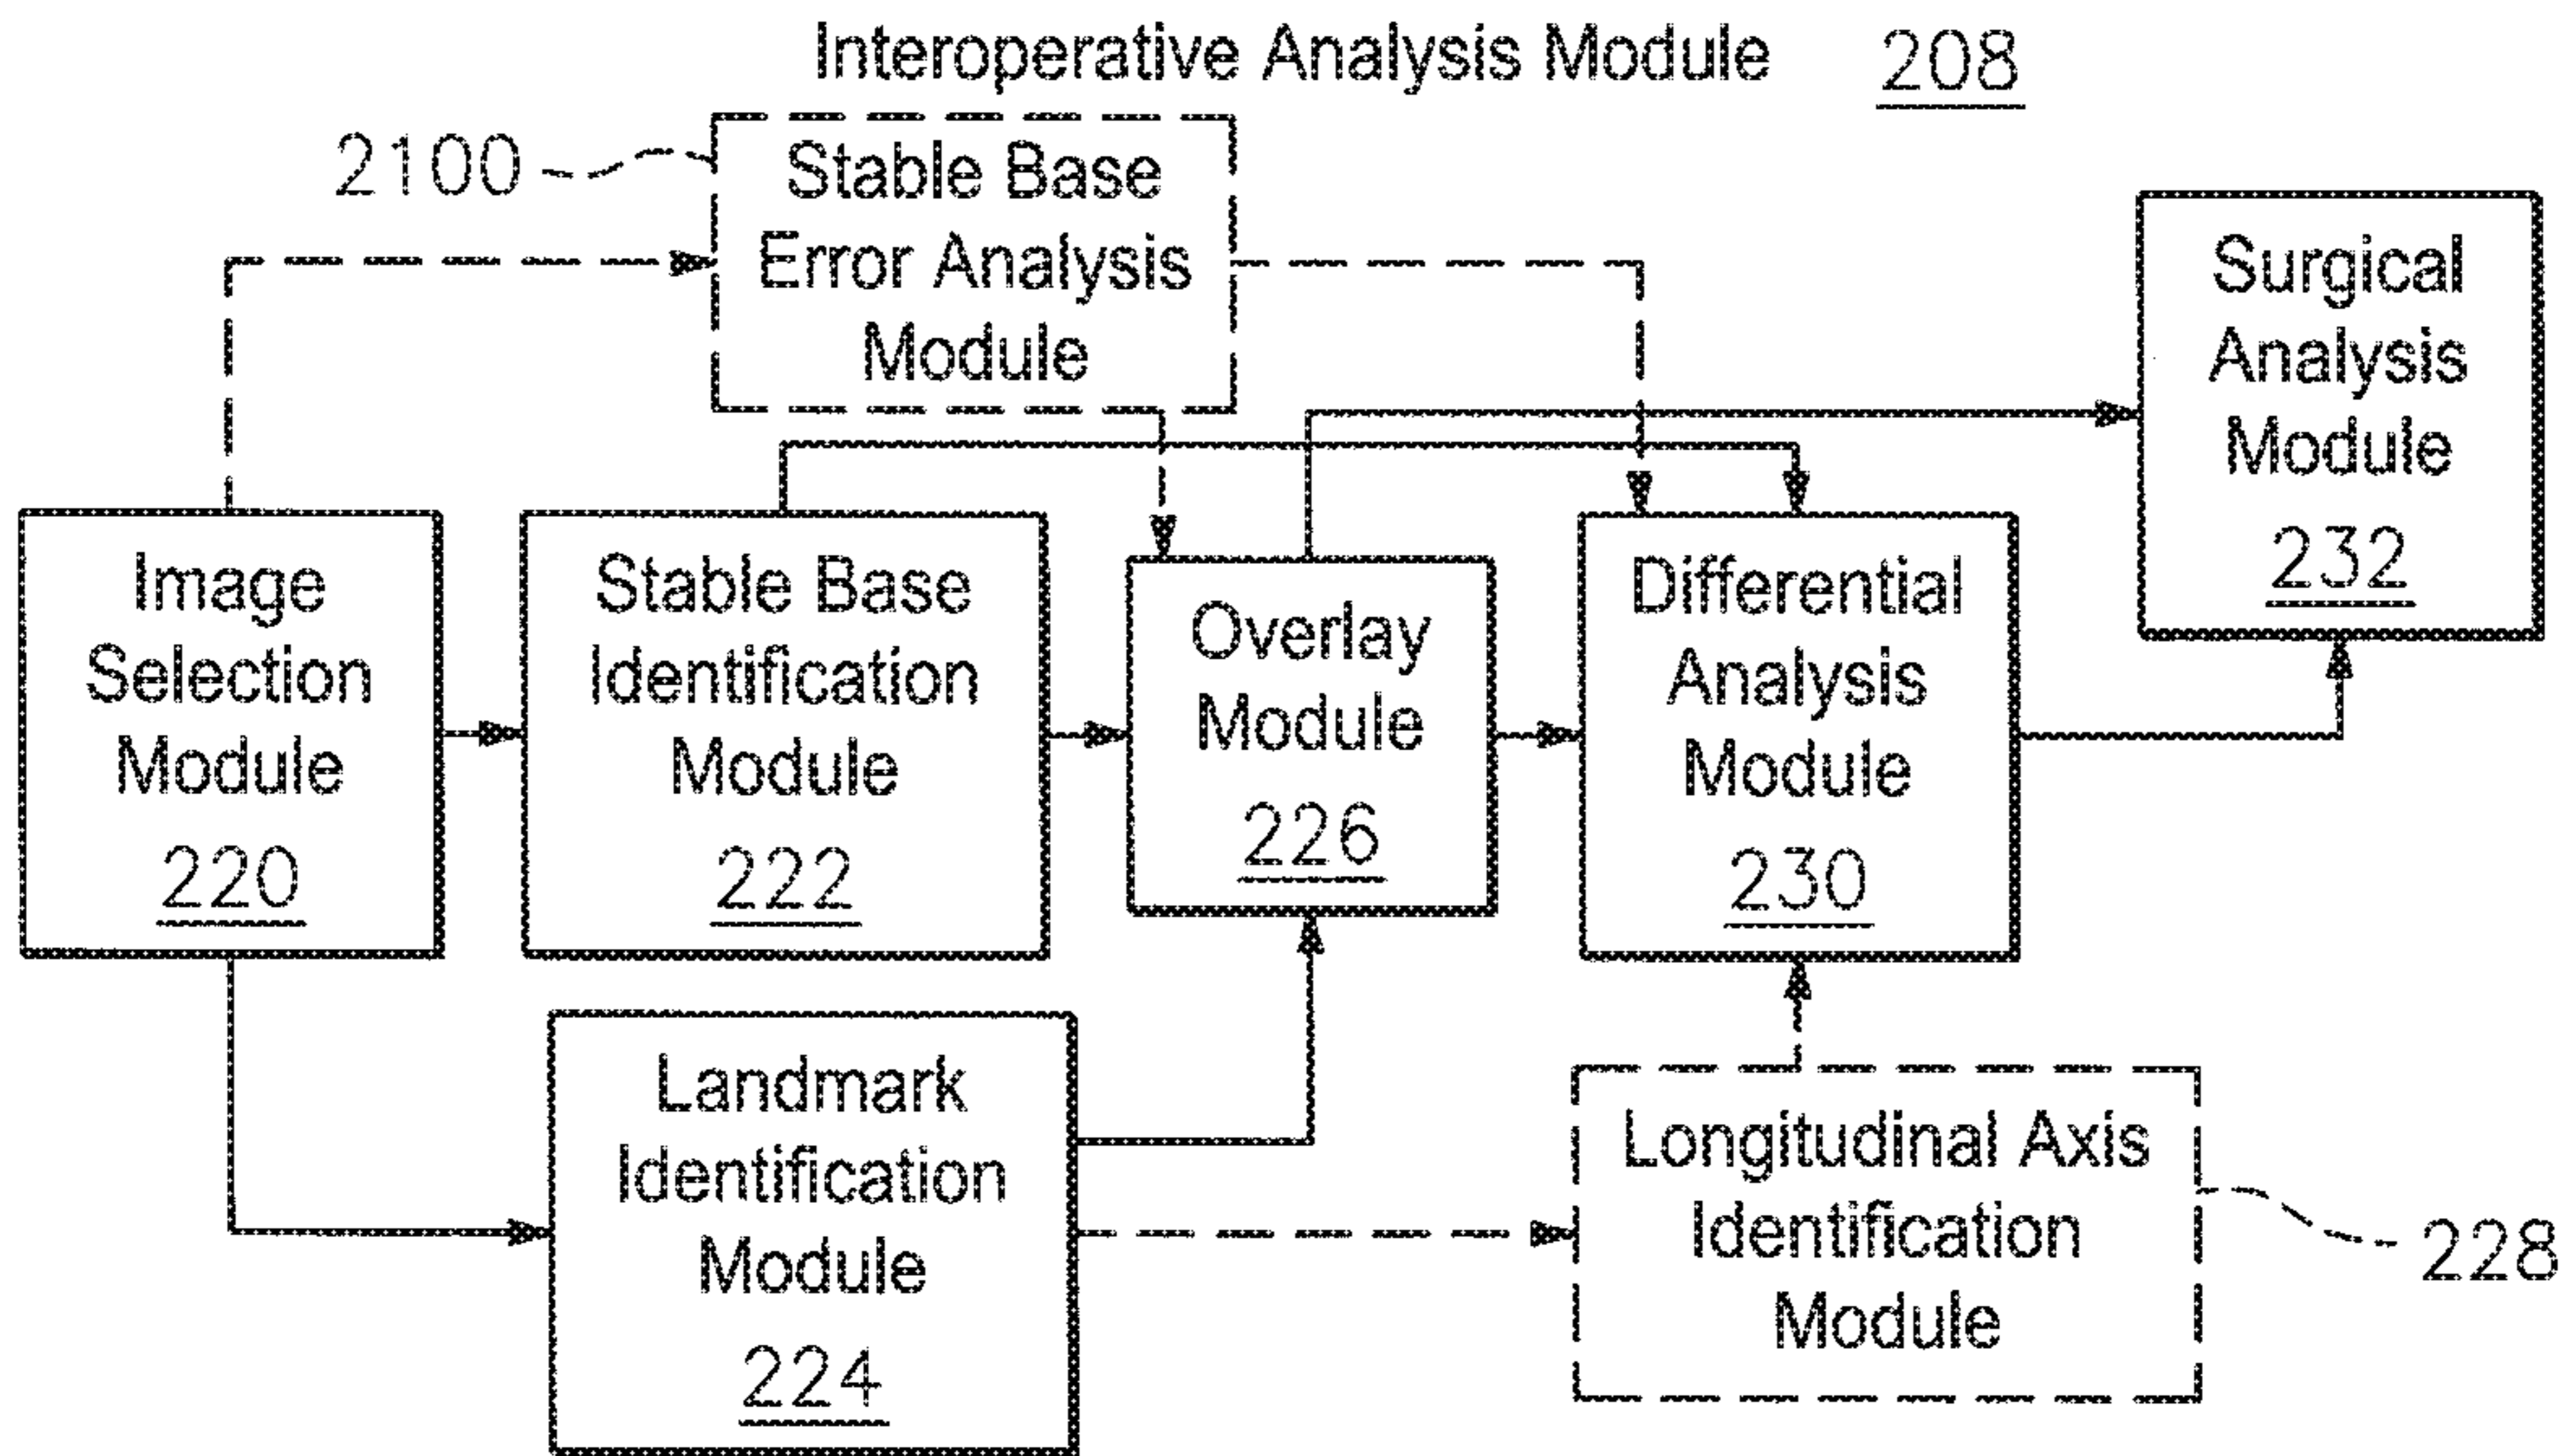 Interoperative Analysis Module 208
2100
Stable Base
Error Analysis
Module
Surgical
Analysis
Module
232
Image
Selection
Module
220
Stable Base
Identification
Module
222
Overlay
Module
226
Differential
Analysis
Module
230
Landmark
Identification
Module
224
Longitudinal Axis
Identification
Module
228